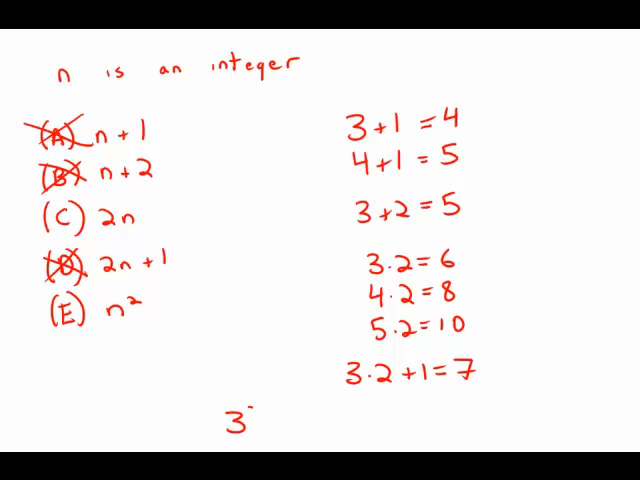 n is an integer
(A) n + 1
(B) n + 2
(C) 2n
(D) 2n + 1
(E) n²
3 + 1 = 4
4 + 1 = 5
3 + 2 = 5
3 · 2 = 6
4 · 2 = 8
5 · 2 = 10
3 · 2 + 1 = 7
3